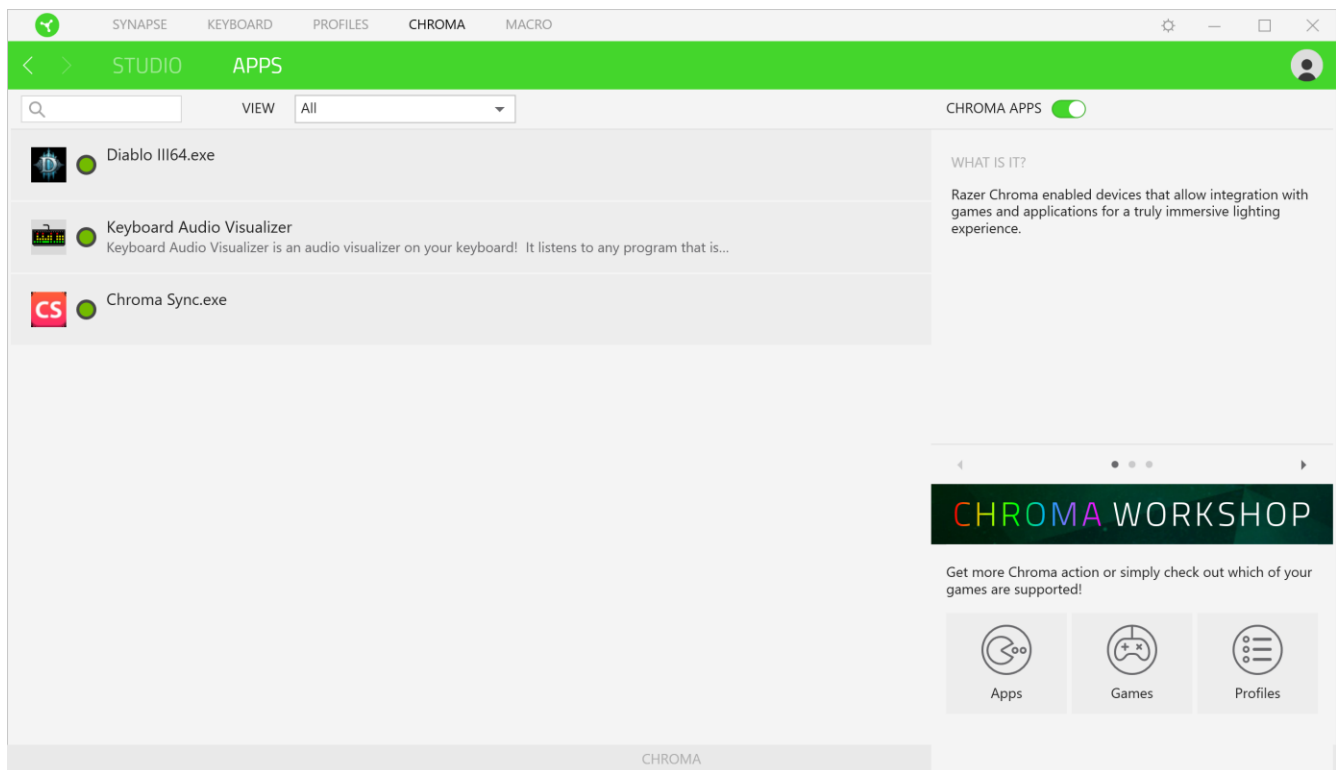 SYNAPSE KEYBOARD PROFILES CHROMA MACRO
STUDIO APPS
VIEW All
CHROMA APPS
Diablo III64.exe
Keyboard Audio Visualizer
Keyboard Audio Visualizer is an audio visualizer on your keyboard! It listens to any program that is...
CS
Chroma Sync.exe
WHAT IS IT?
Razer Chroma enabled devices that allow integration with
games and applications for a truly immersive lighting
experience.
CHROMA WORKSHOP
Get more Chroma action or simply check out which of your
games are supported!
Apps Games Profiles
CHROMA